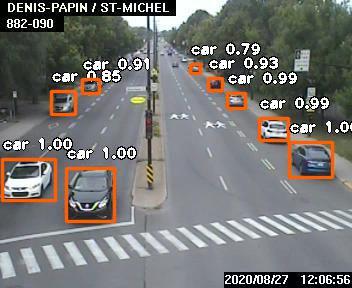 DENIS-PAPIN / ST-MICHEL
882-090
car 0.79
car 0.91
car 0.93
car 0.85
car 0.99
car 0.99
car 1.00
car 1.00
car 1.00
2020/08/27 12:06:56